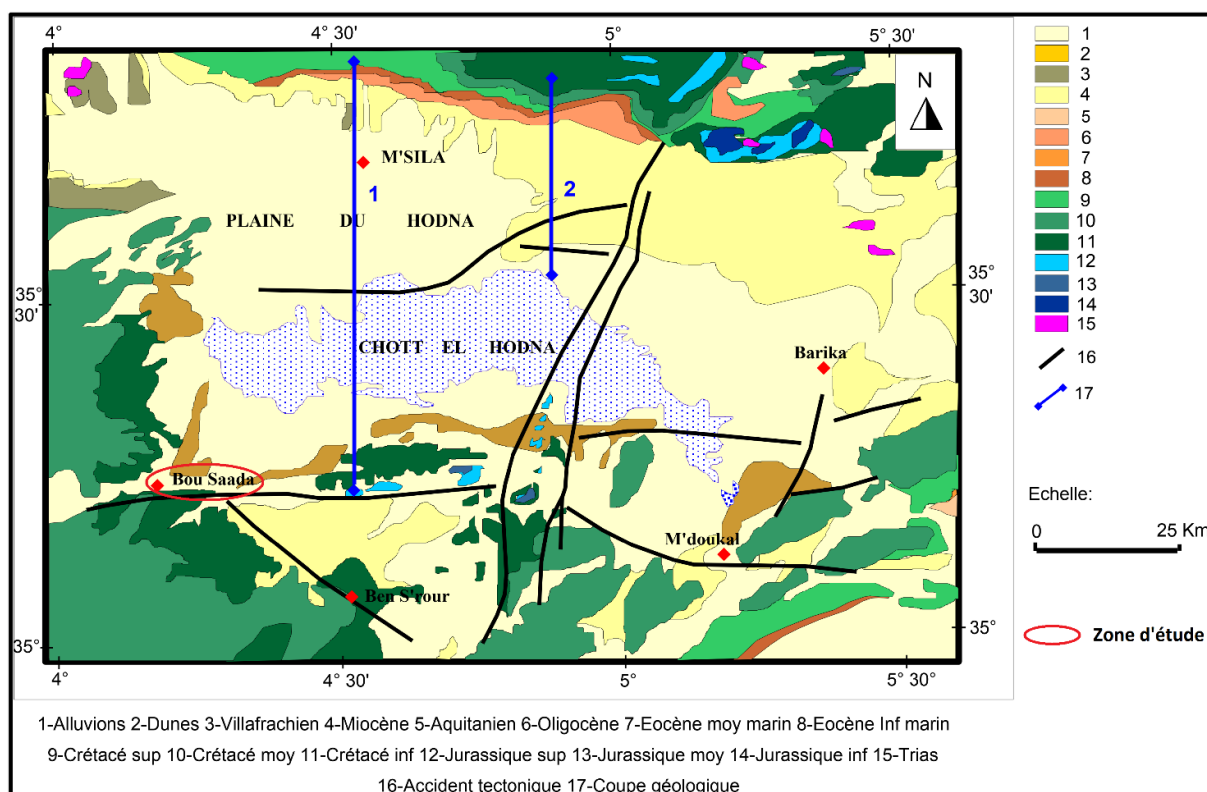 4° 4° 30' 5° 5° 30'
N
M'SILA
1 2
PLAINE DU HODNA
35° 30' 35° 30'
CHOTT EL HODNA
Barika
Bou Saada
M'doukal
Ben S'rour
35° 35°
4° 4° 30' 5° 5° 30'
1
2
3
4
5
6
7
8
9
10
11
12
13
14
15
16
17
Echelle:
0 25 Km
Zone d'étude
1-Alluvions 2-Dunes 3-Villafrachien 4-Miocène 5-Aquitanien 6-Oligocène 7-Eocène moy marin 8-Eocène Inf marin
9-Crétacé sup 10-Crétacé moy 11-Crétacé inf 12-Jurassique sup 13-Jurassique moy 14-Jurassique inf 15-Trias
16-Accident tectonique 17-Coupe géologique